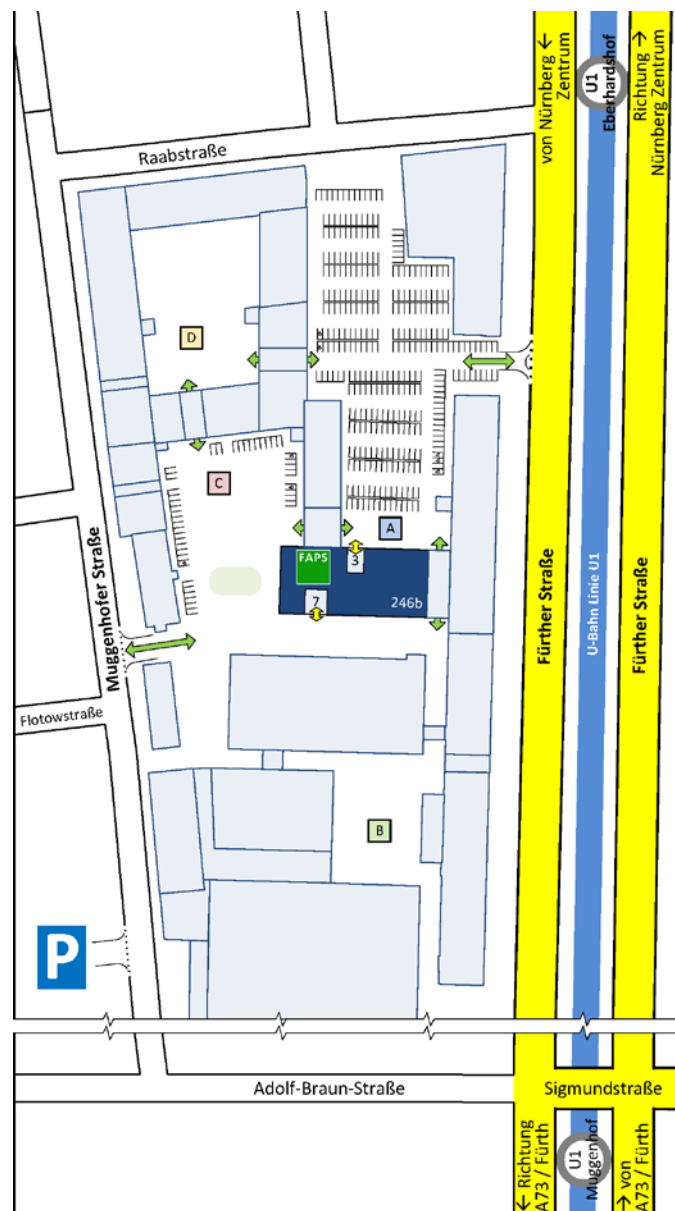 von Nürnberg ←
Zentrum
U1
Eberhardshof
Richtung →
Nürnberg Zentrum
Raabstraße
D
C
A
FAPS
3
7
246b
Muggenhofer Straße
Fürther Straße
U-Bahn Linie U1
Fürther Straße
Flotowstraße
B
P
Adolf-Braun-Straße
Sigmundstraße
← Richtung
A73 / Fürth
U1
Muggenhof
→ von
A73 / Fürth